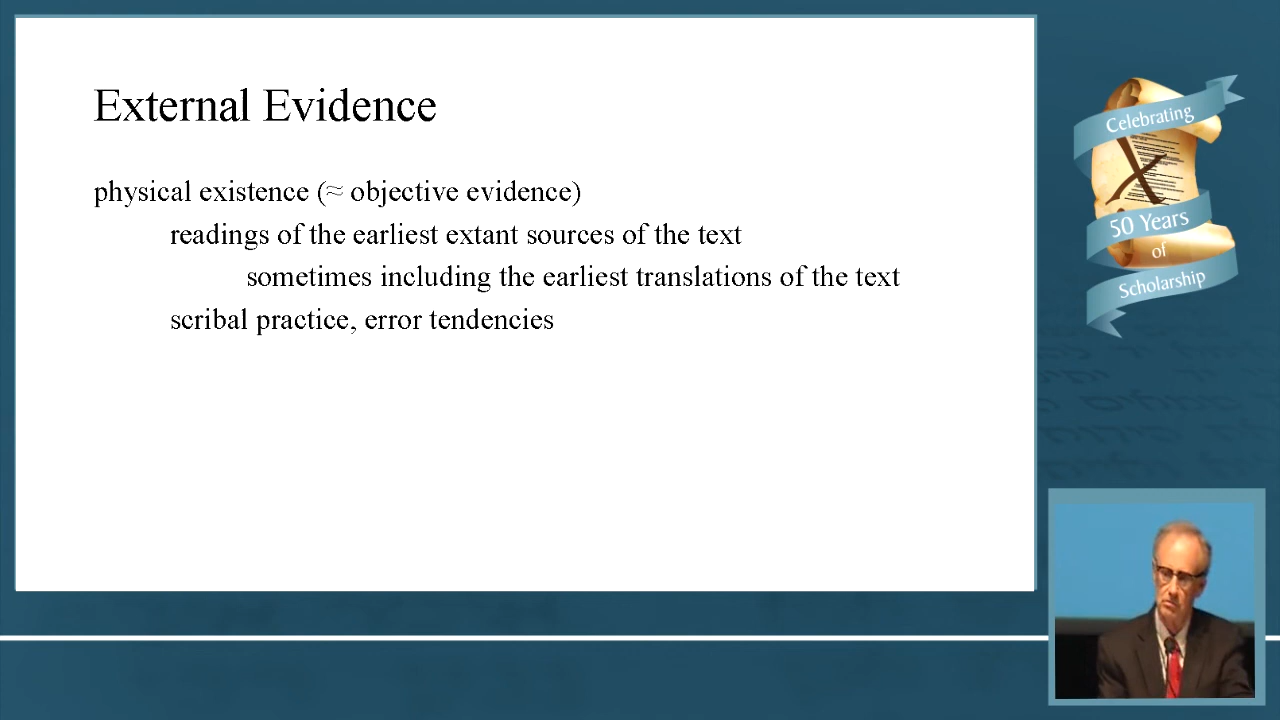 External Evidence
physical existence (≈ objective evidence)
readings of the earliest extant sources of the text
sometimes including the earliest translations of the text
scribal practice, error tendencies
Celebrating
50 Years
of
Scholarship